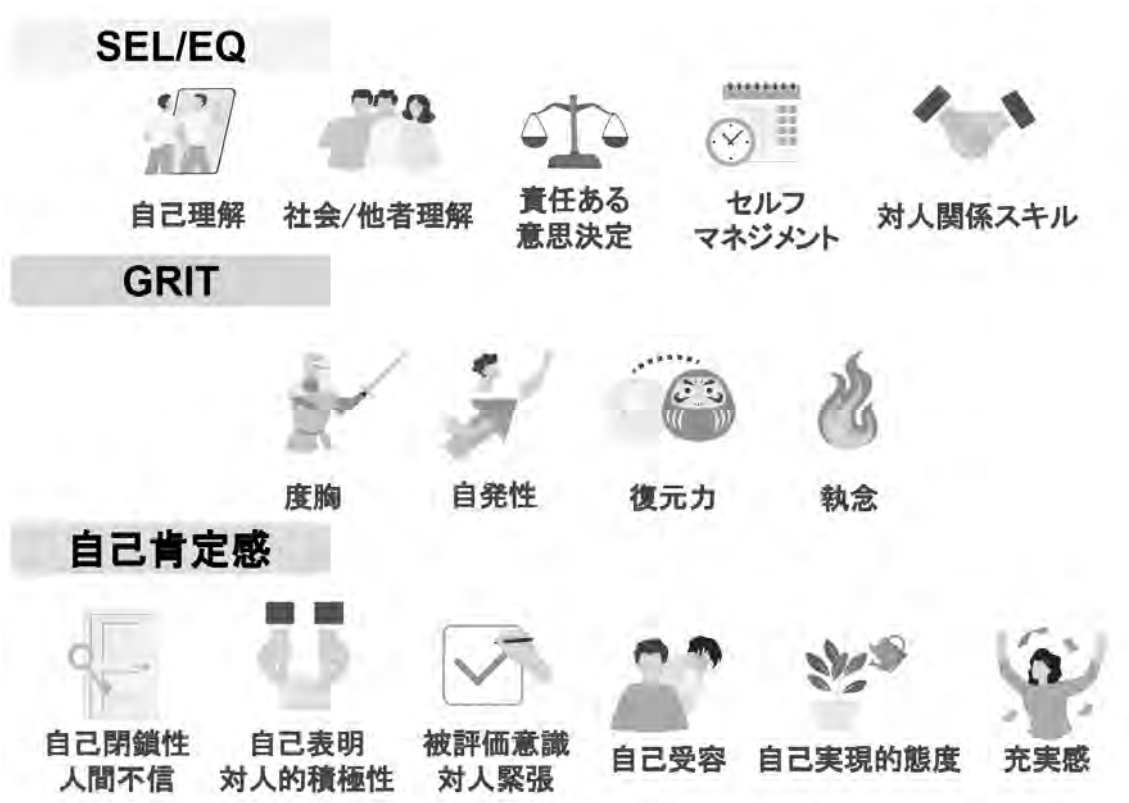 SEL/EQ
自己理解
社会/他者理解
責任ある
意思決定
セルフ
マネジメント
対人関係スキル
GRIT
度胸
自発性
復元力
執念
自己肯定感
自己閉鎖性
人間不信
自己表明
対人的積極性
被評価意識
対人緊張
自己受容
自己実現的態度
充実感